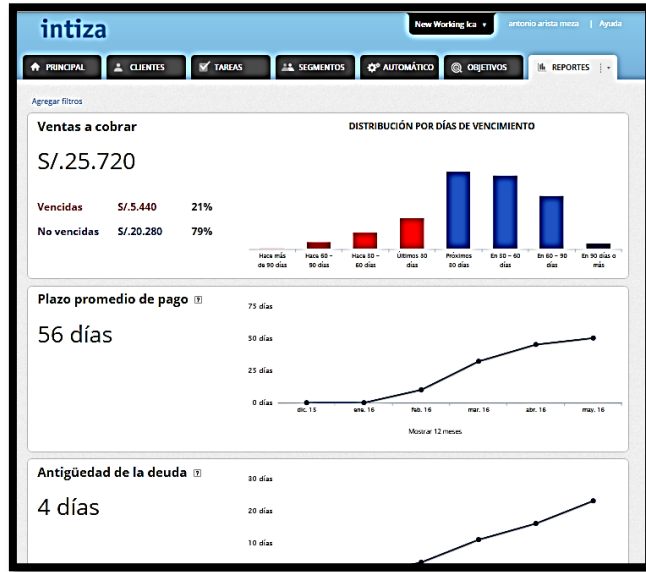 intiza
New Working Ica ▾
antonio arista meza | Ayuda
PRINCIPAL
CLIENTES
TAREAS
SEGMENTOS
AUTOMÁTICO
OBJETIVOS
REPORTES
Agregar filtros
Ventas a cobrar
S/.25.720
Vencidas S/.5.440 21%
No vencidas S/.20.280 79%
DISTRIBUCIÓN POR DÍAS DE VENCIMIENTO
Hace más de 90 días
Hace 60 – 90 días
Hace 30 – 60 días
Últimos 30 días
Próximos 30 días
En 30 – 60 días
En 60 – 90 días
En 90 días o más
Plazo promedio de pago ?
56 días
75 días
50 días
25 días
0 días
dic. 15 ene. 16 feb. 16 mar. 16 abr. 16 may. 16
Mostrar 12 meses
Antigüedad de la deuda ?
4 días
30 días
20 días
10 días